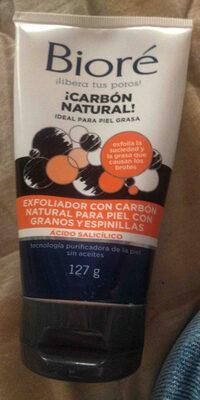 Bioré
¡libera tus poros!
¡CARBÓN
NATURAL!
IDEAL PARA PIEL GRASA
exfolia la
suciedad y
la grasa que
causan los
brotes
EXFOLIADOR CON CARBÓN
NATURAL PARA PIEL CON
GRANOS Y ESPINILLAS
ÁCIDO SALICÍLICO
tecnología purificadora de la piel
sin aceites
127 g